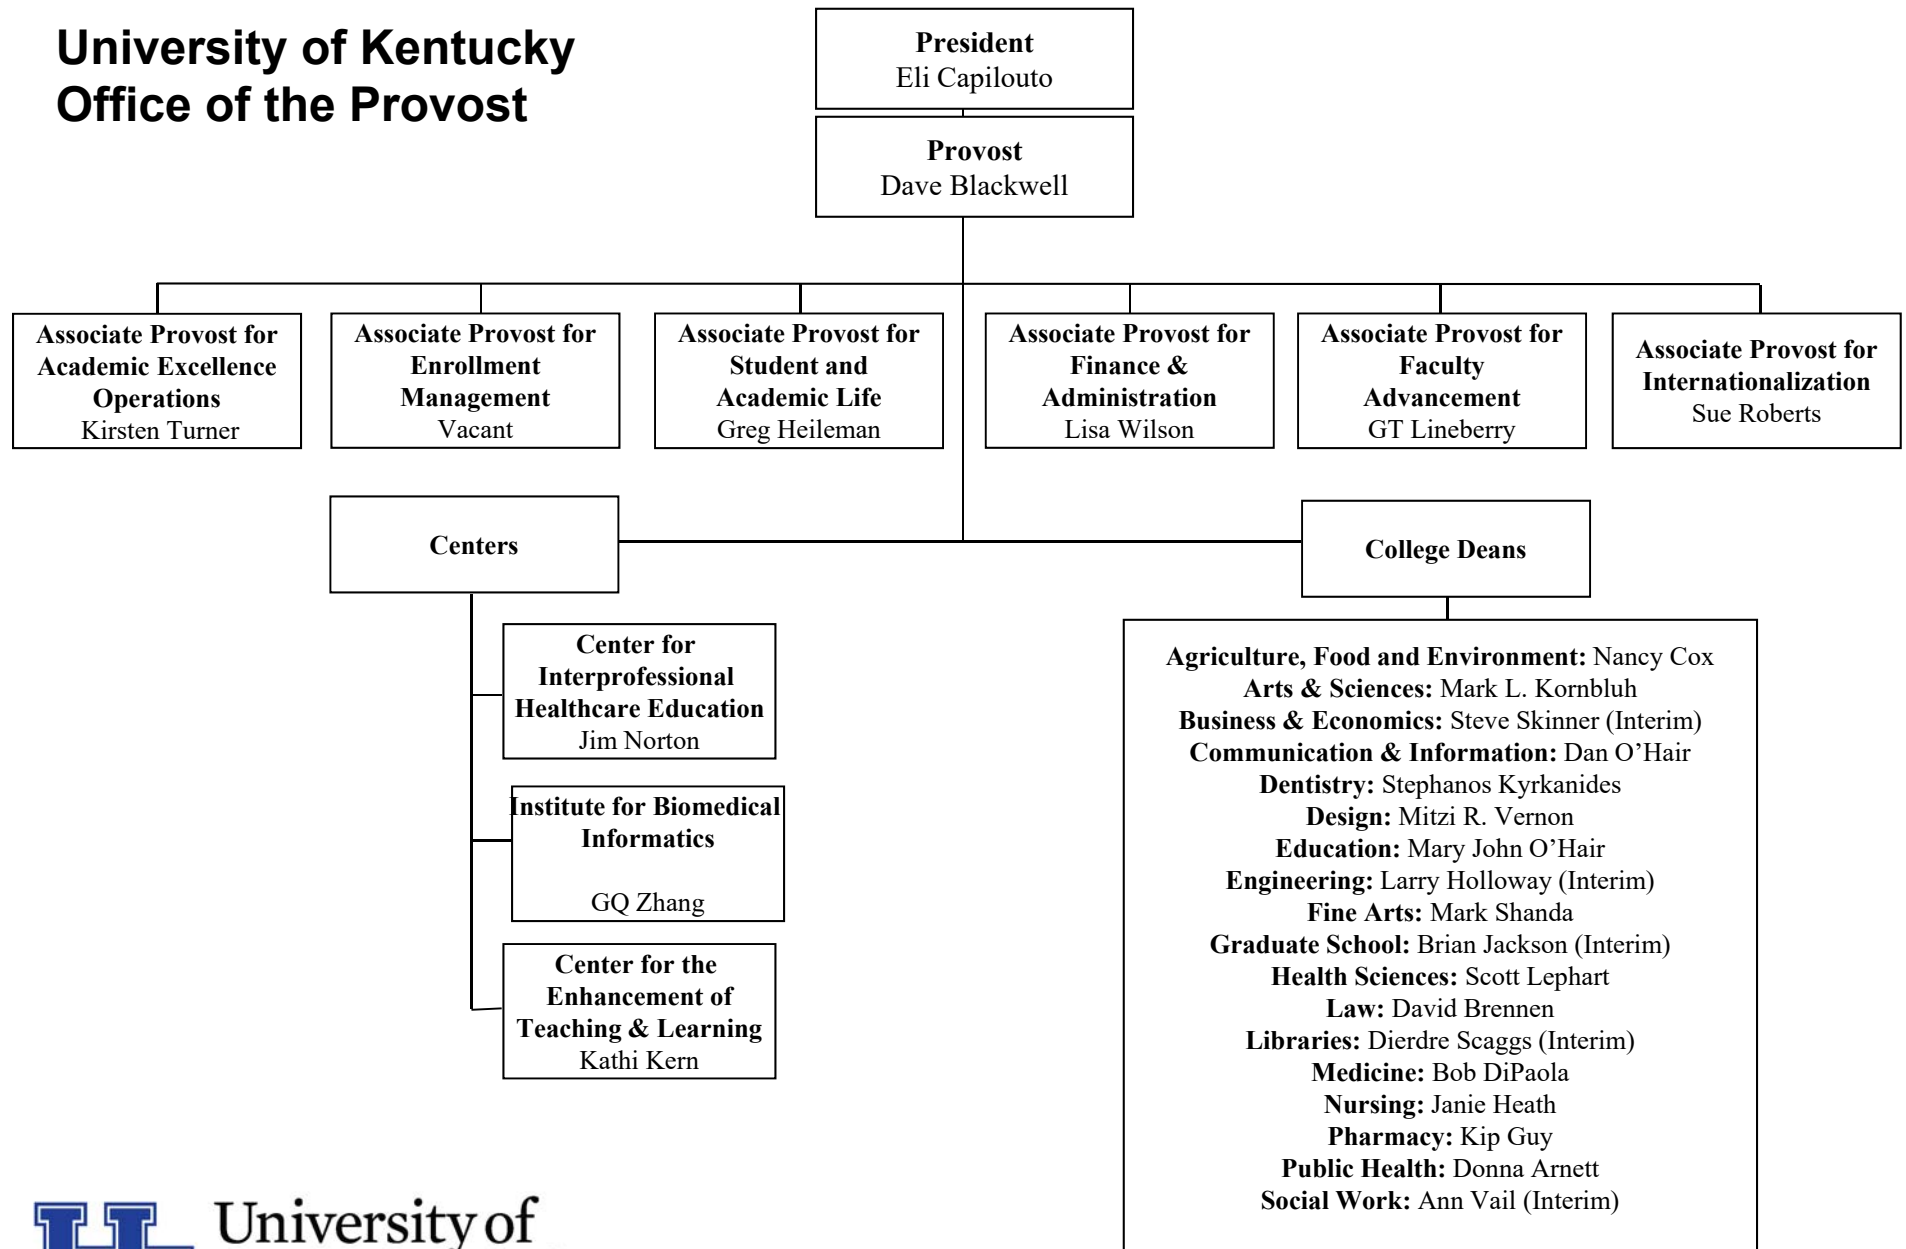 University of Kentucky
Office of the Provost
President
Eli Capilouto
Provost
Dave Blackwell
Associate Provost for
Academic Excellence
Operations
Kirsten Turner
Associate Provost for
Enrollment
Management
Vacant
Associate Provost for
Student and
Academic Life
Greg Heileman
Associate Provost for
Finance &
Administration
Lisa Wilson
Associate Provost for
Faculty
Advancement
GT Lineberry
Associate Provost for
Internationalization
Sue Roberts
Centers
Center for
Interprofessional
Healthcare Education
Jim Norton
Institute for Biomedical
Informatics
GQ Zhang
Center for the
Enhancement of
Teaching & Learning
Kathi Kern
College Deans
Agriculture, Food and Environment: Nancy Cox
Arts & Sciences: Mark L. Kornbluh
Business & Economics: Steve Skinner (Interim)
Communication & Information: Dan O’Hair
Dentistry: Stephanos Kyrkanides
Design: Mitzi R. Vernon
Education: Mary John O’Hair
Engineering: Larry Holloway (Interim)
Fine Arts: Mark Shanda
Graduate School: Brian Jackson (Interim)
Health Sciences: Scott Lephart
Law: David Brennen
Libraries: Dierdre Scaggs (Interim)
Medicine: Bob DiPaola
Nursing: Janie Heath
Pharmacy: Kip Guy
Public Health: Donna Arnett
Social Work: Ann Vail (Interim)
University of